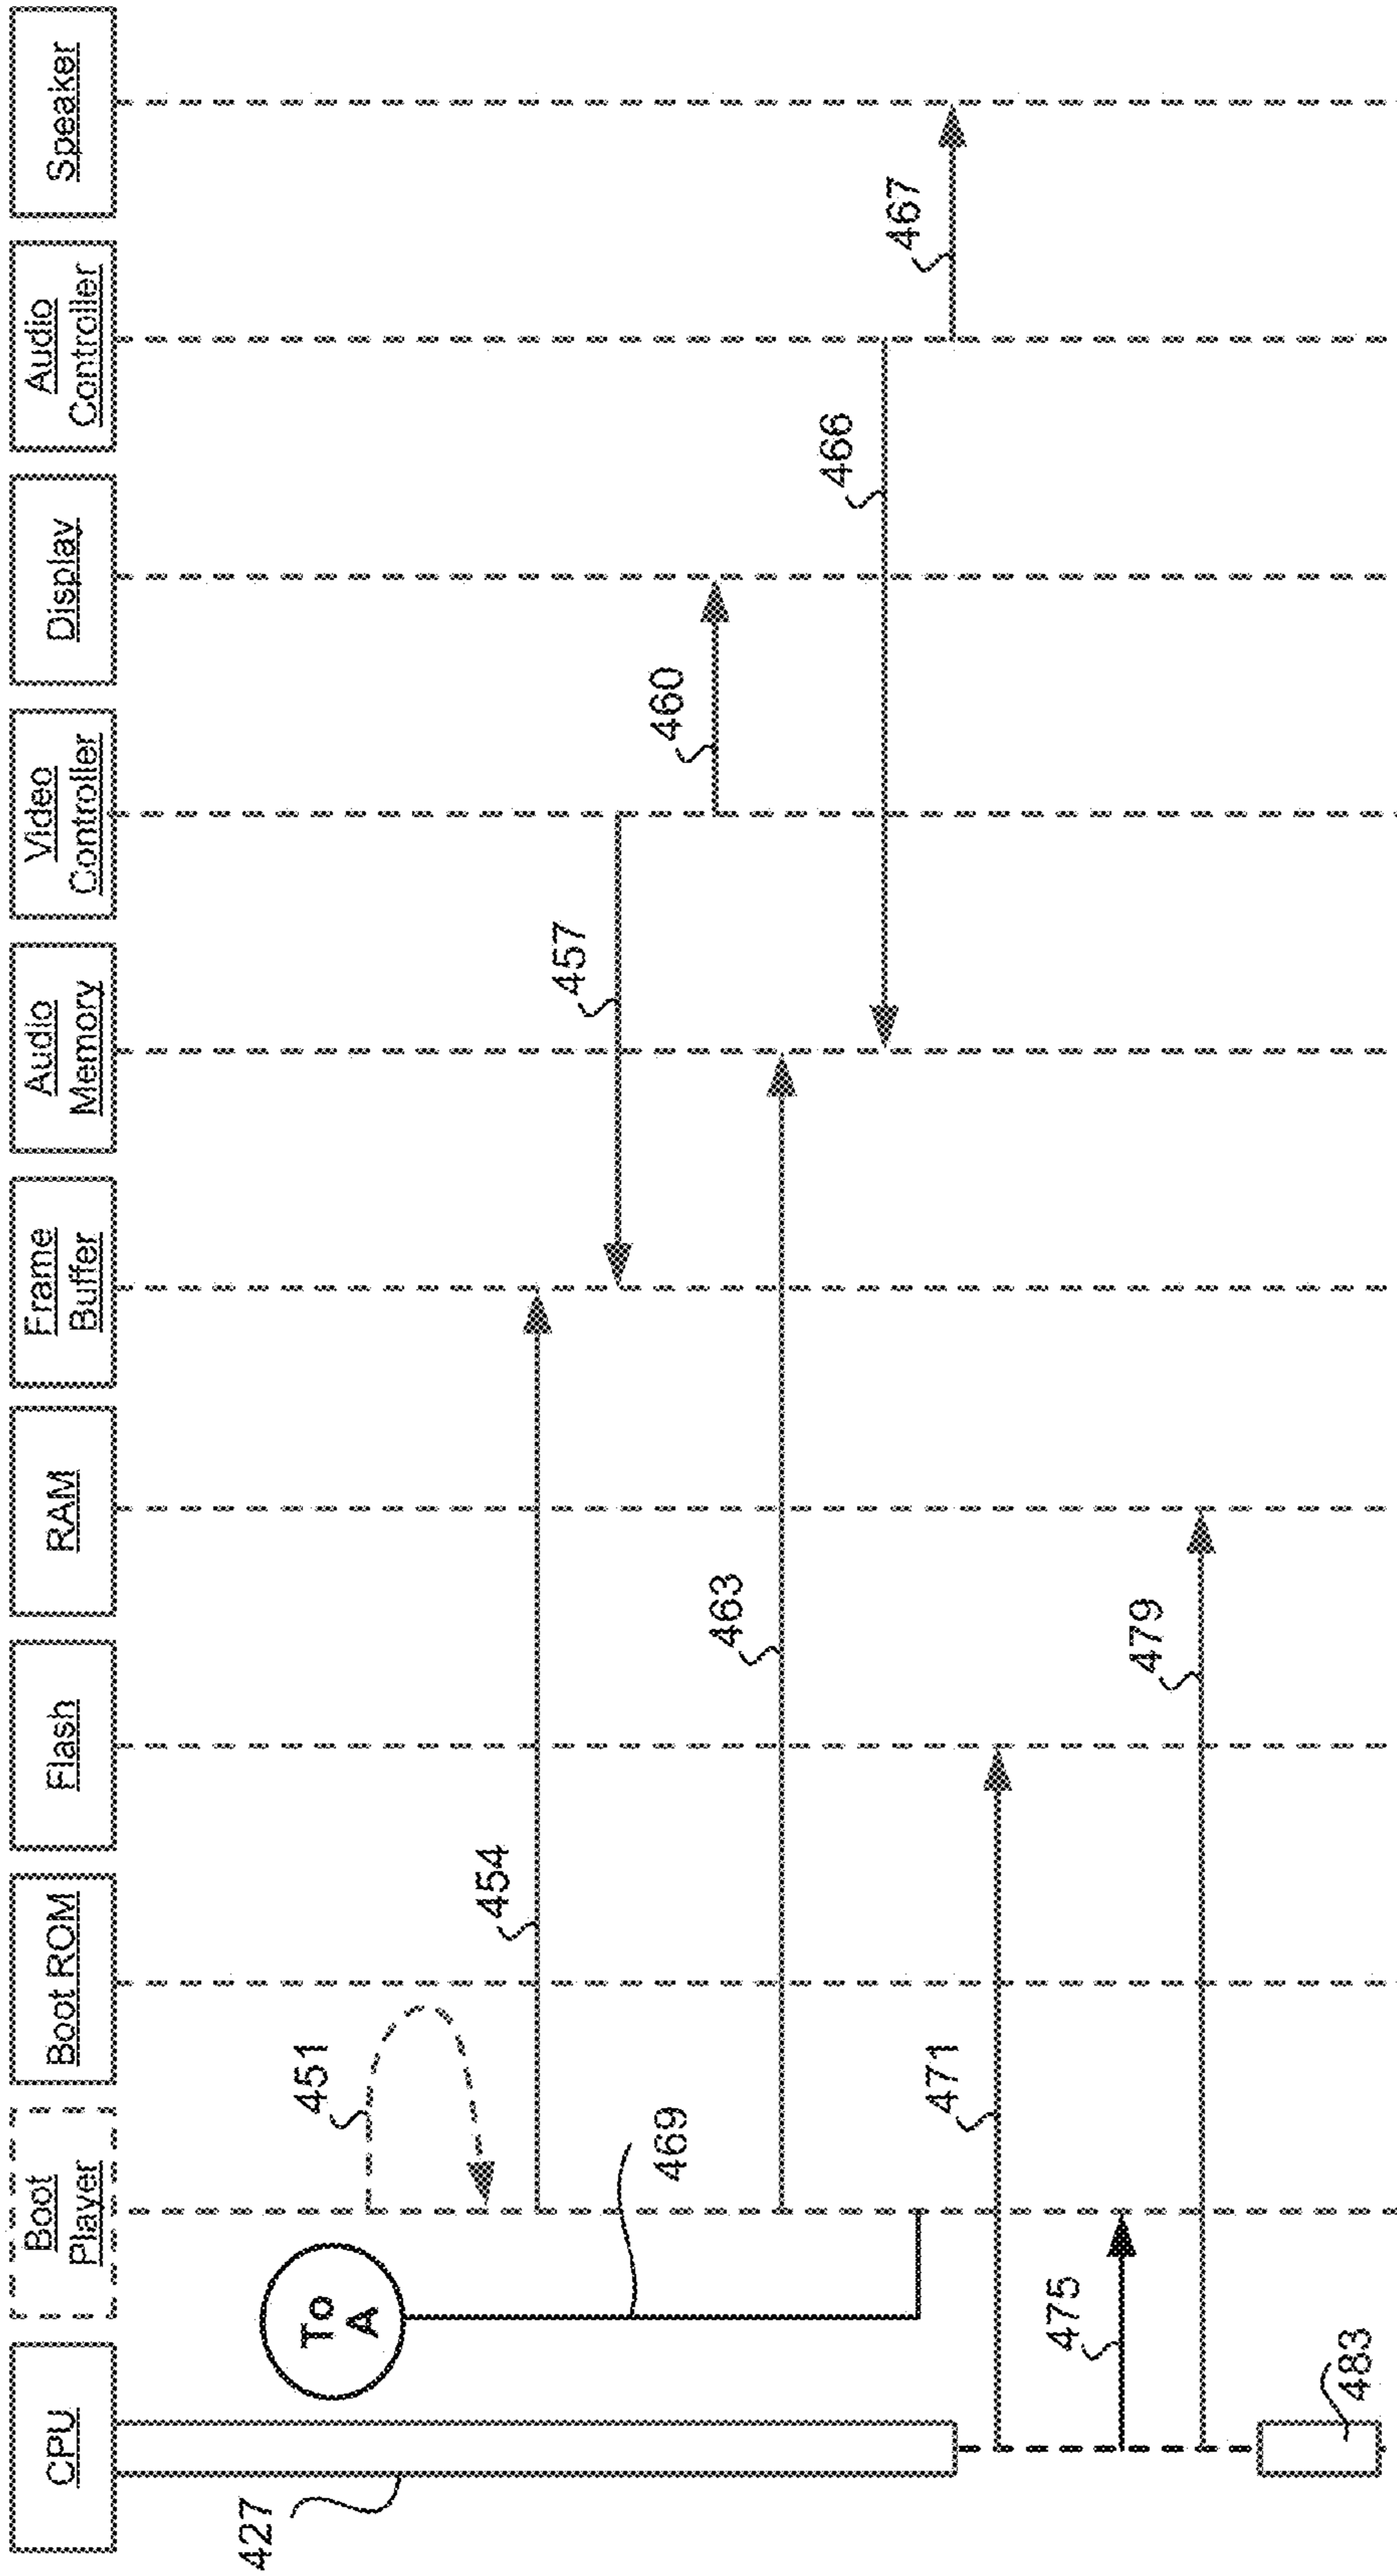 CPU
Boot
Player
Boot ROM
Flash
RAM
Frame
Buffer
Audio
Memory
Video
Controller
Display
Audio
Controller
Speaker
427
To
A
451
454
457
460
469
463
466
467
471
475
479
483